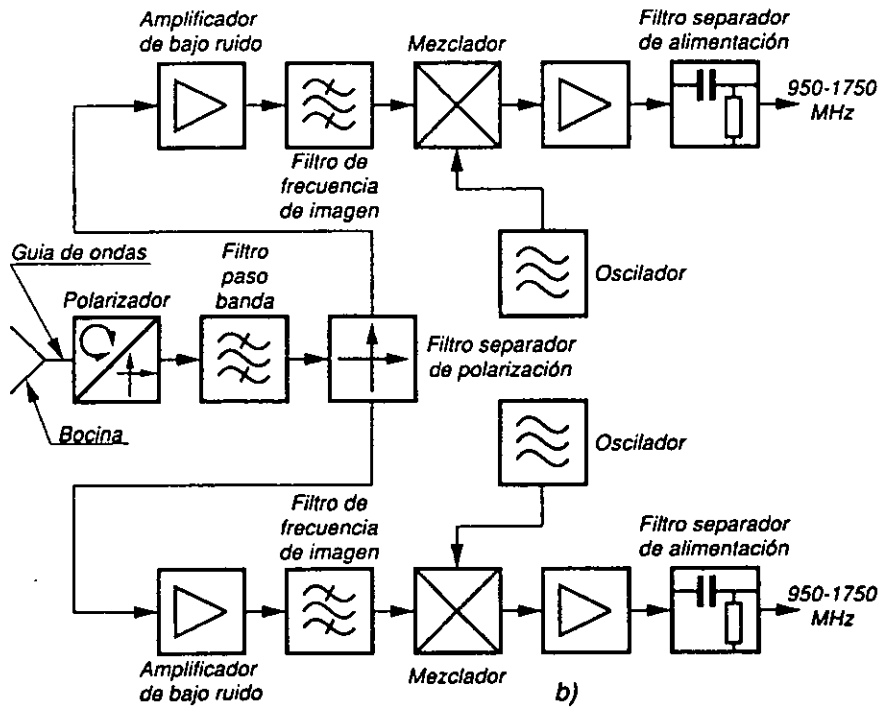 Amplificador
de bajo ruido
Mezclador
Filtro separador
de alimentación
950-1750
MHz
Filtro de
frecuencia
de imagen
Guia de ondas
Filtro
paso
banda
Polarizador
Oscilador
Filtro separador
de polarización
Bocina
Oscilador
Filtro de
frecuencia
de imagen
Filtro separador
de alimentación
950-1750
MHz
Amplificador
de bajo ruido
Mezclador
b)